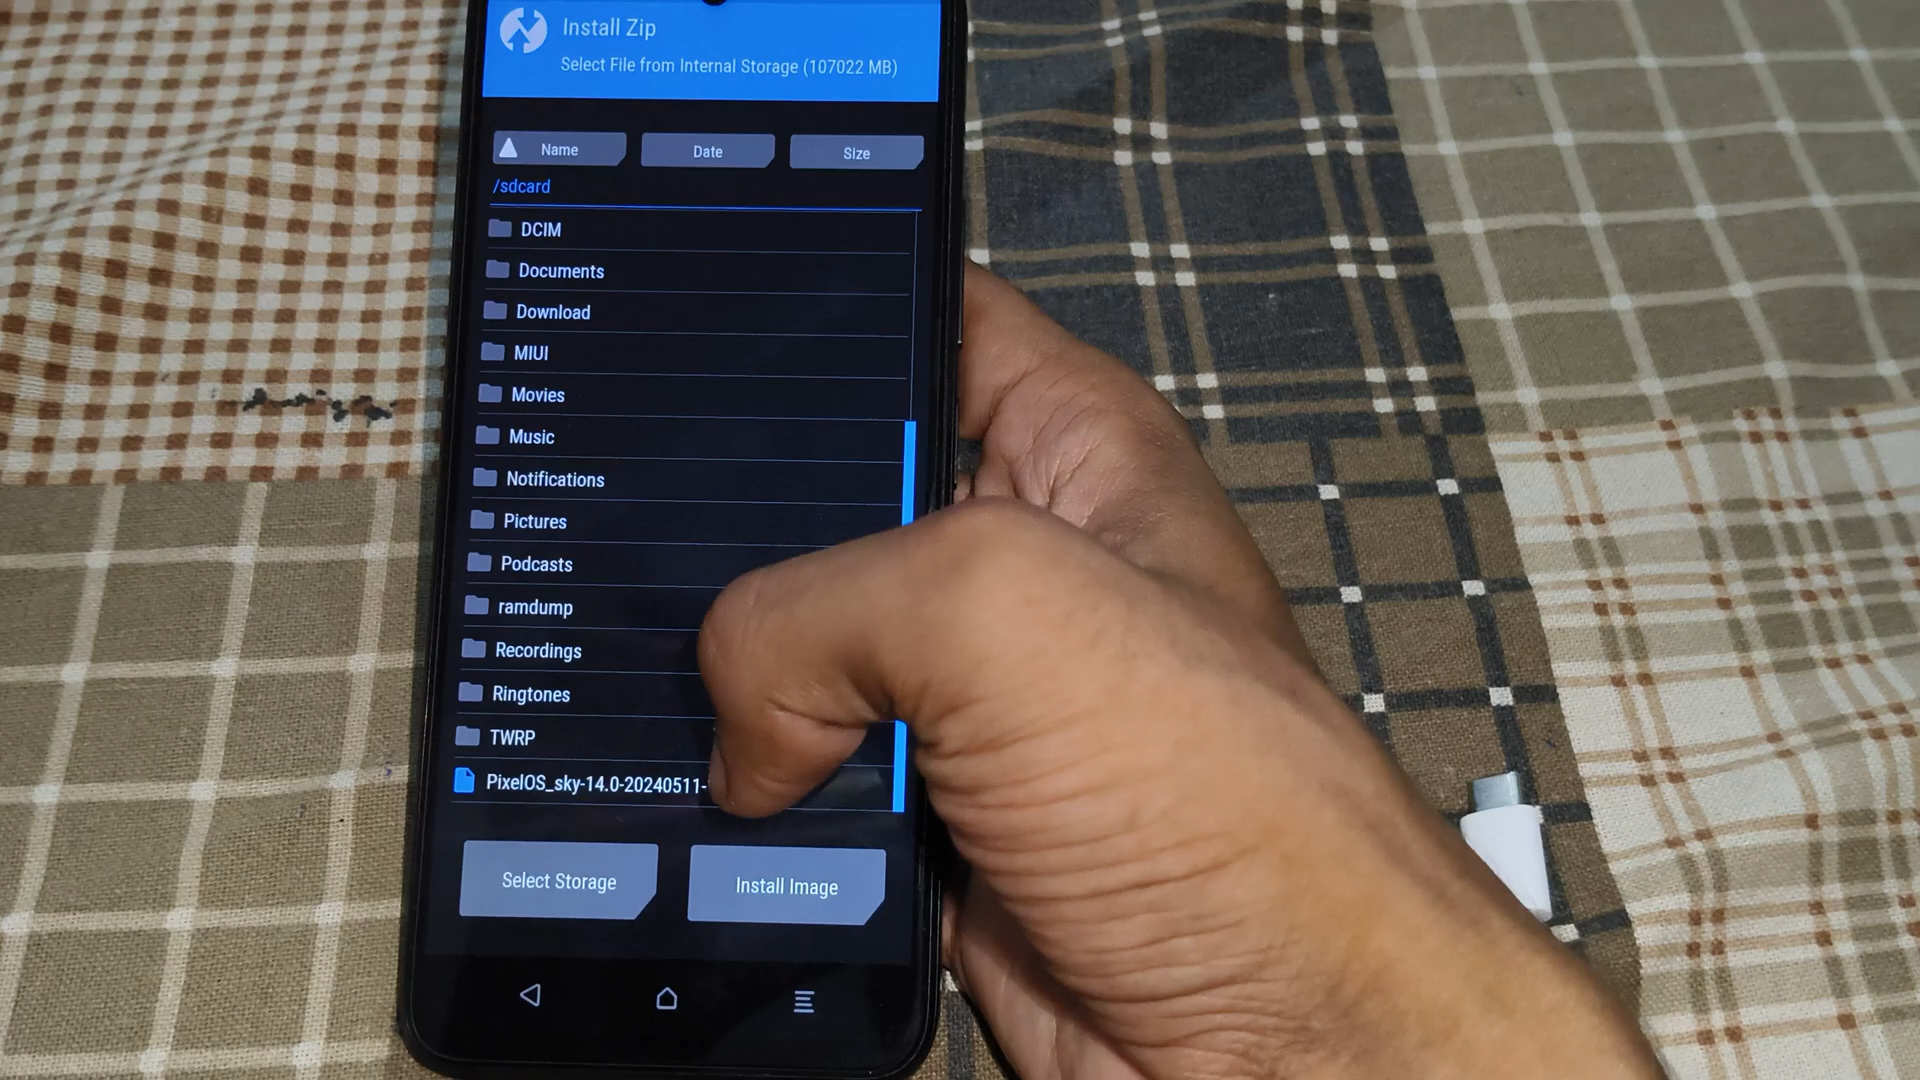 Install Zip
Select File from Internal Storage (107022 MB)
Name Date Size
/sdcard
DCIM
Documents
Download
MIUI
Movies
Music
Notifications
Pictures
Podcasts
ramdump
Recordings
Ringtones
TWRP
PixelOS_sky-14.0-20240511-
Select Storage Install Image